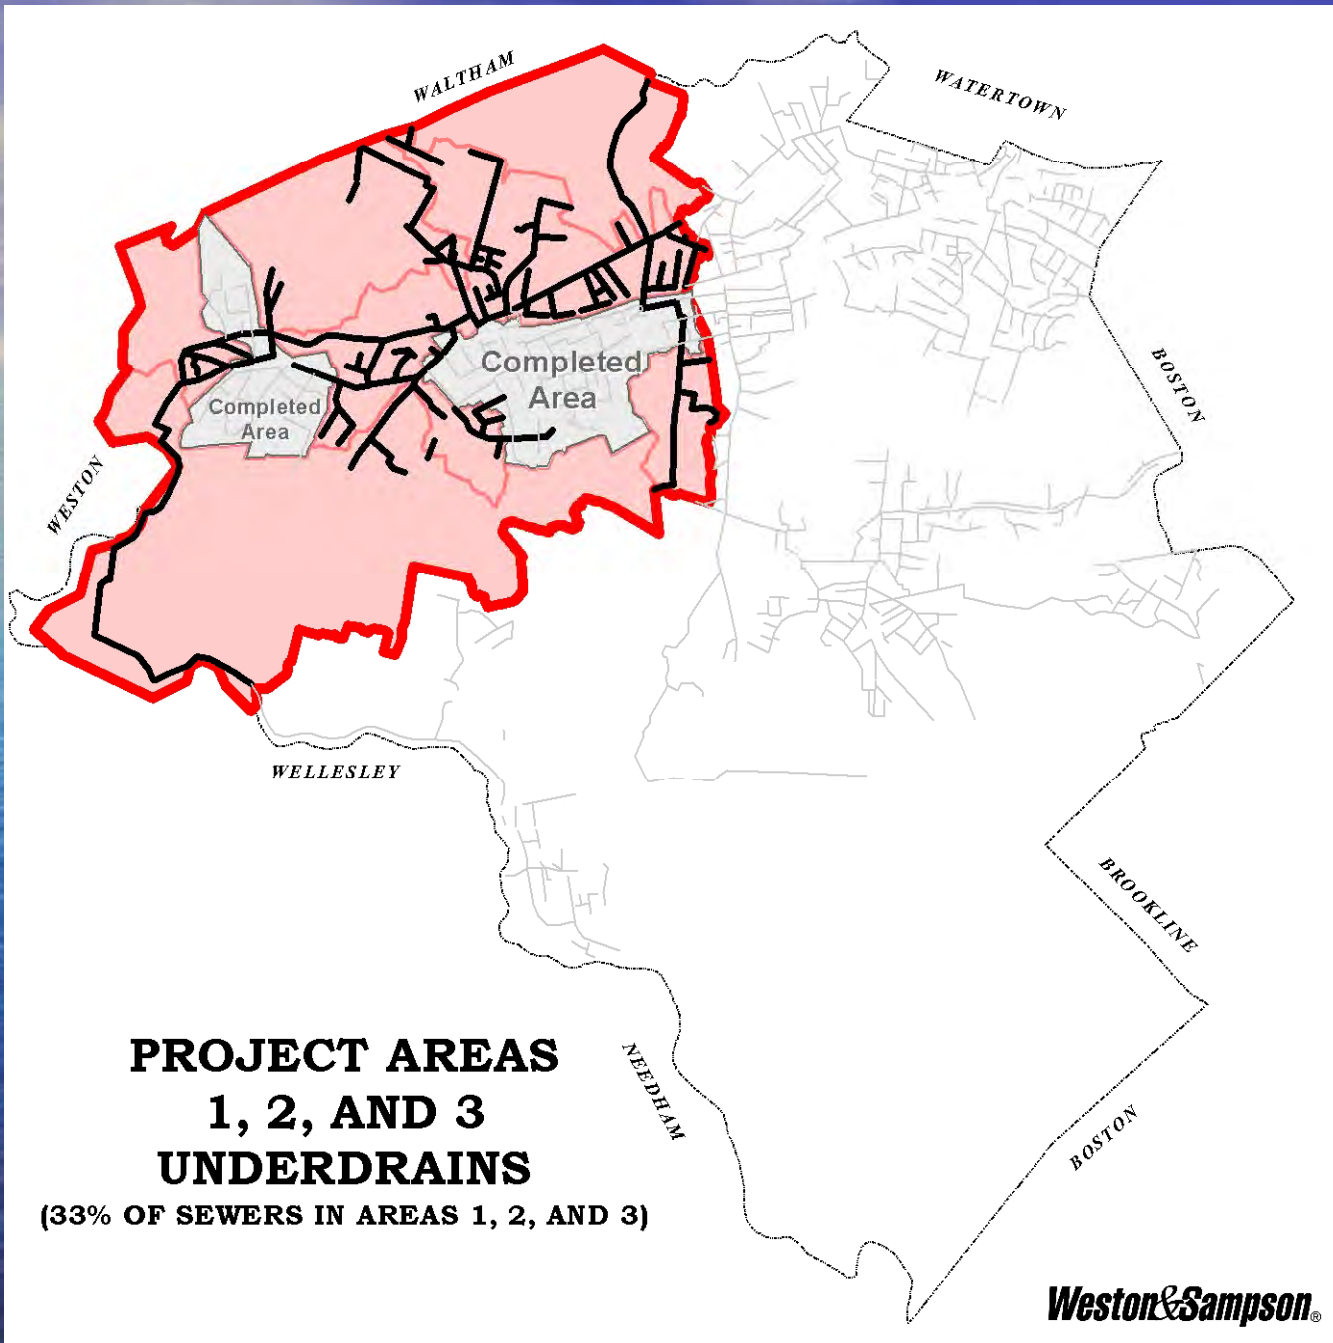 WALTHAM
WATERTOWN
BOSTON
Completed
Area
Completed
Area
WESTON
WELLESLEY
BROOKLINE
NEEDHAM
BOSTON
PROJECT AREAS
1, 2, AND 3
UNDERDRAINS
(33% OF SEWERS IN AREAS 1, 2, AND 3)
Weston&Sampson®